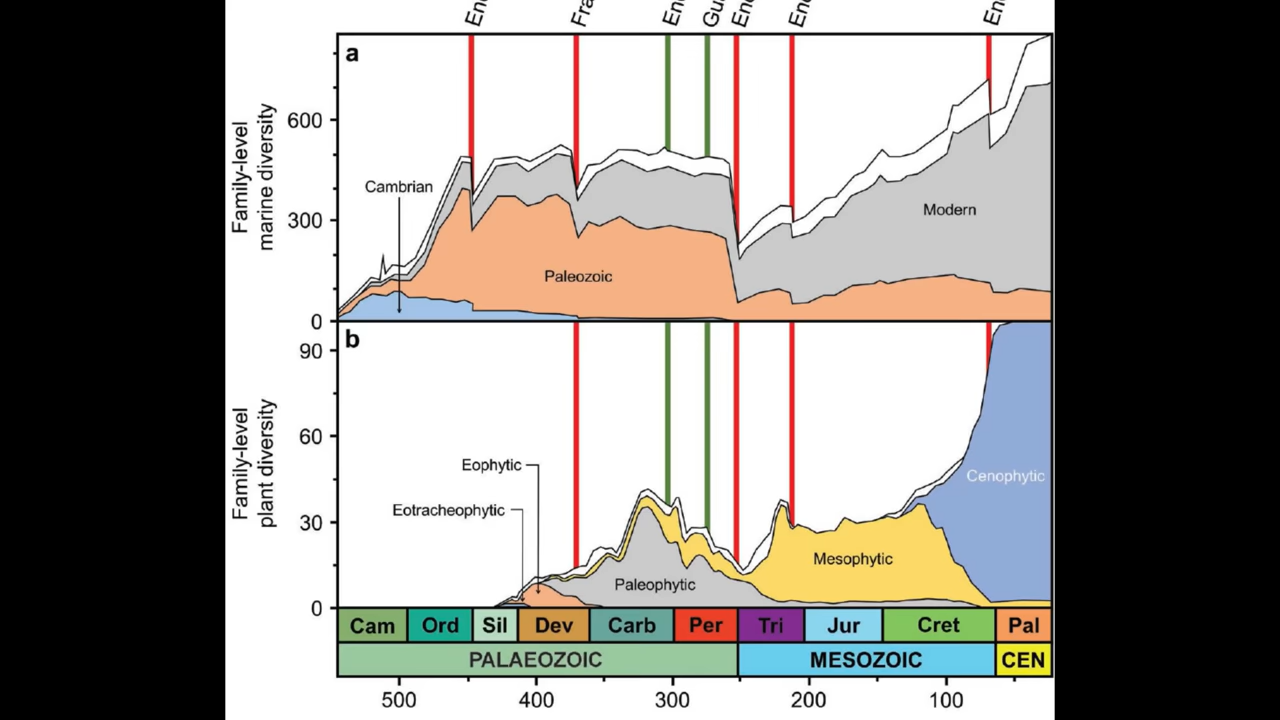 a
Family-level
marine diversity
600
300
0
Cambrian
Paleozoic
Modern
b
Family-level
plant diversity
90
60
30
0
Eophytic
Eotracheophytic
Paleophytic
Mesophytic
Cenophytic
Cam Ord Sil Dev Carb Per Tri Jur Cret Pal
PALAEOZOIC MESOZOIC CEN
500 400 300 200 100